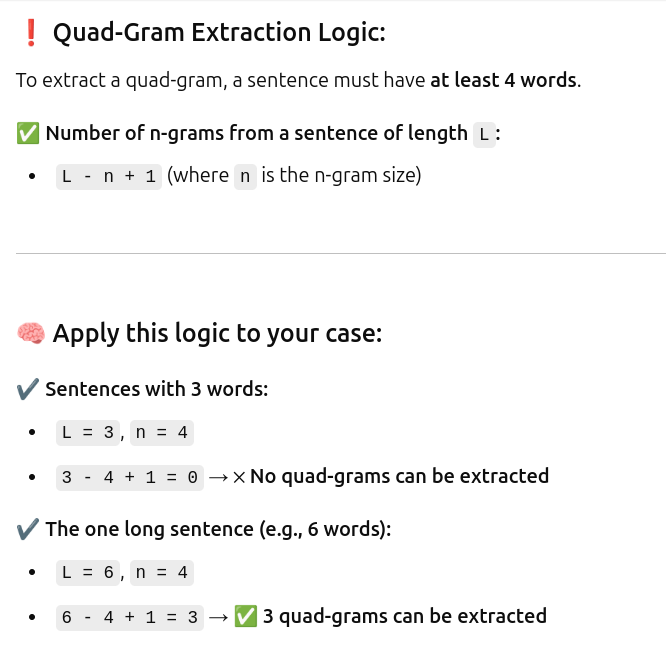 ❗ Quad-Gram Extraction Logic:
To extract a quad-gram, a sentence must have at least 4 words.
✅ Number of n-grams from a sentence of length L:
• L - n + 1 (where n is the n-gram size)
🧠 Apply this logic to your case:
✔️ Sentences with 3 words:
• L = 3, n = 4
• 3 - 4 + 1 = 0 → × No quad-grams can be extracted
✔️ The one long sentence (e.g., 6 words):
• L = 6, n = 4
• 6 - 4 + 1 = 3 → ✅ 3 quad-grams can be extracted